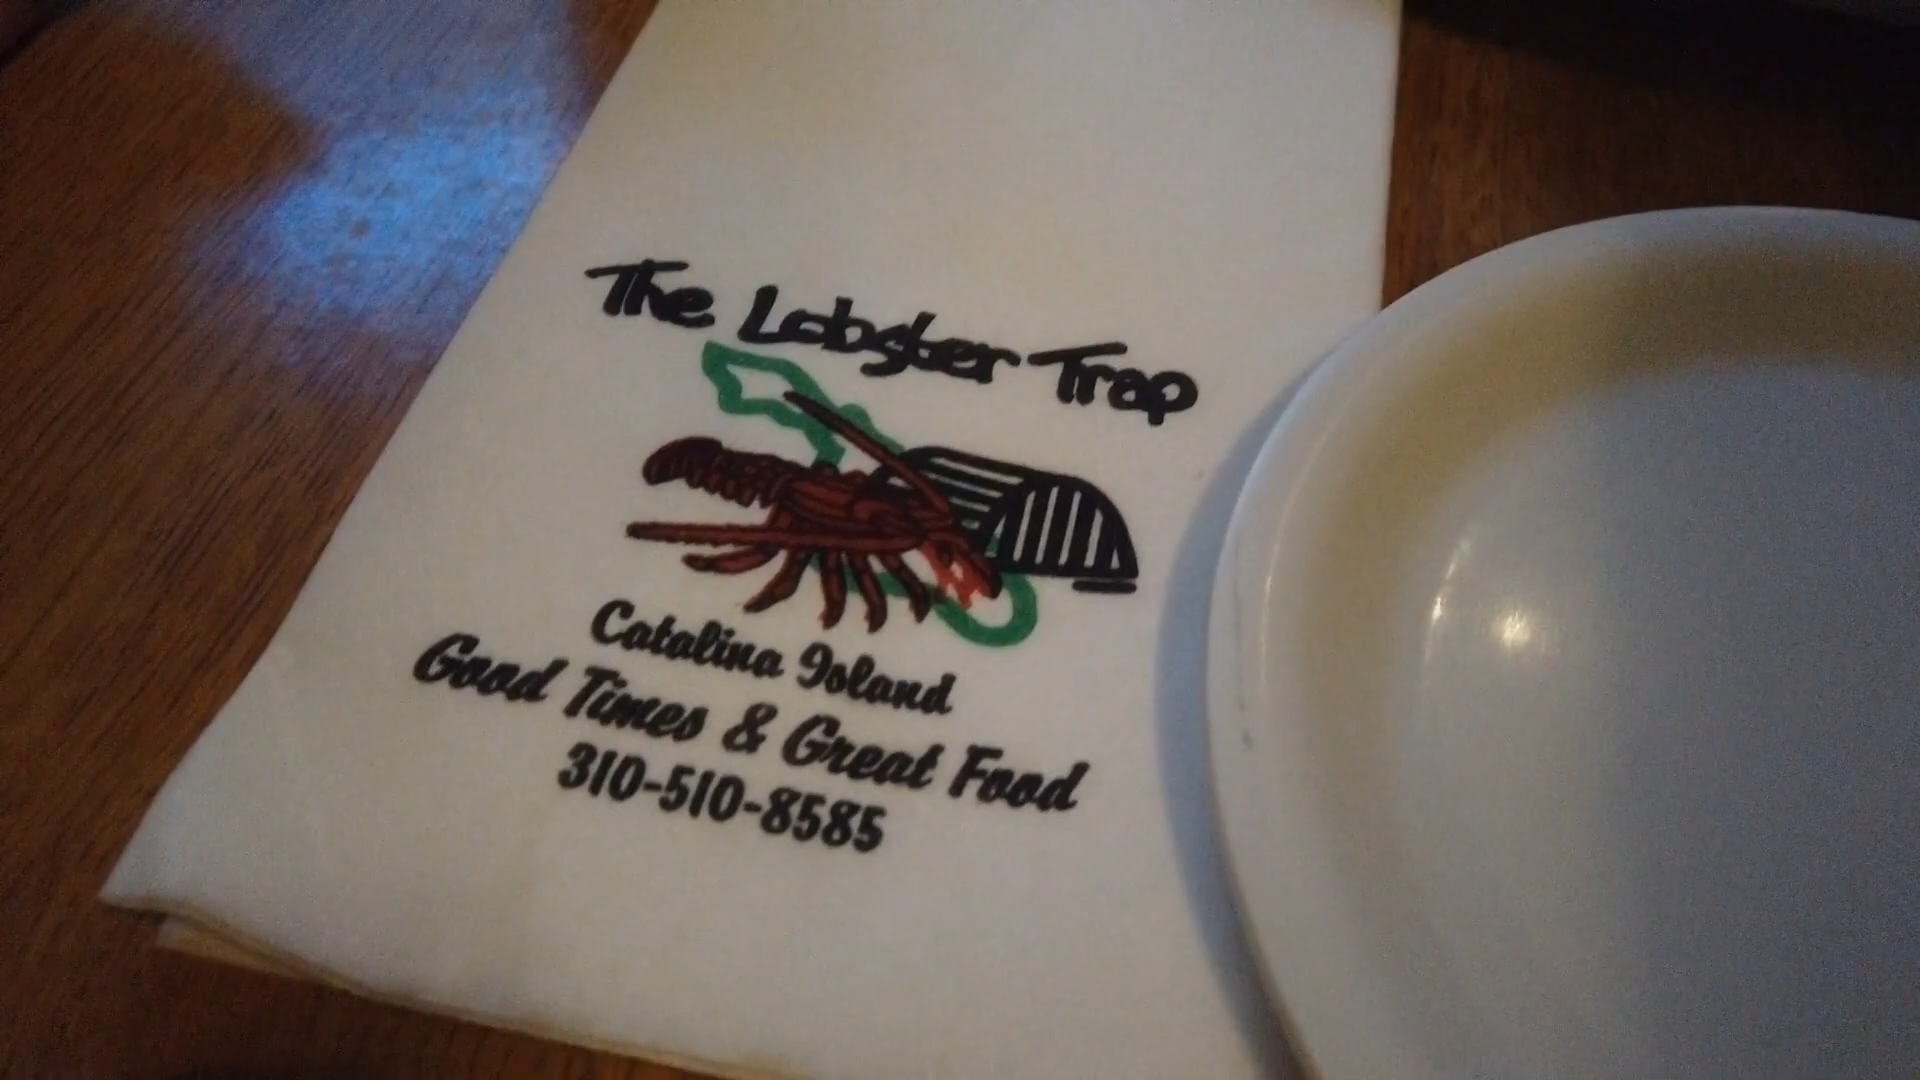 The Lobster Trap
Catalina Island
Good Times & Great Food
310-510-8585